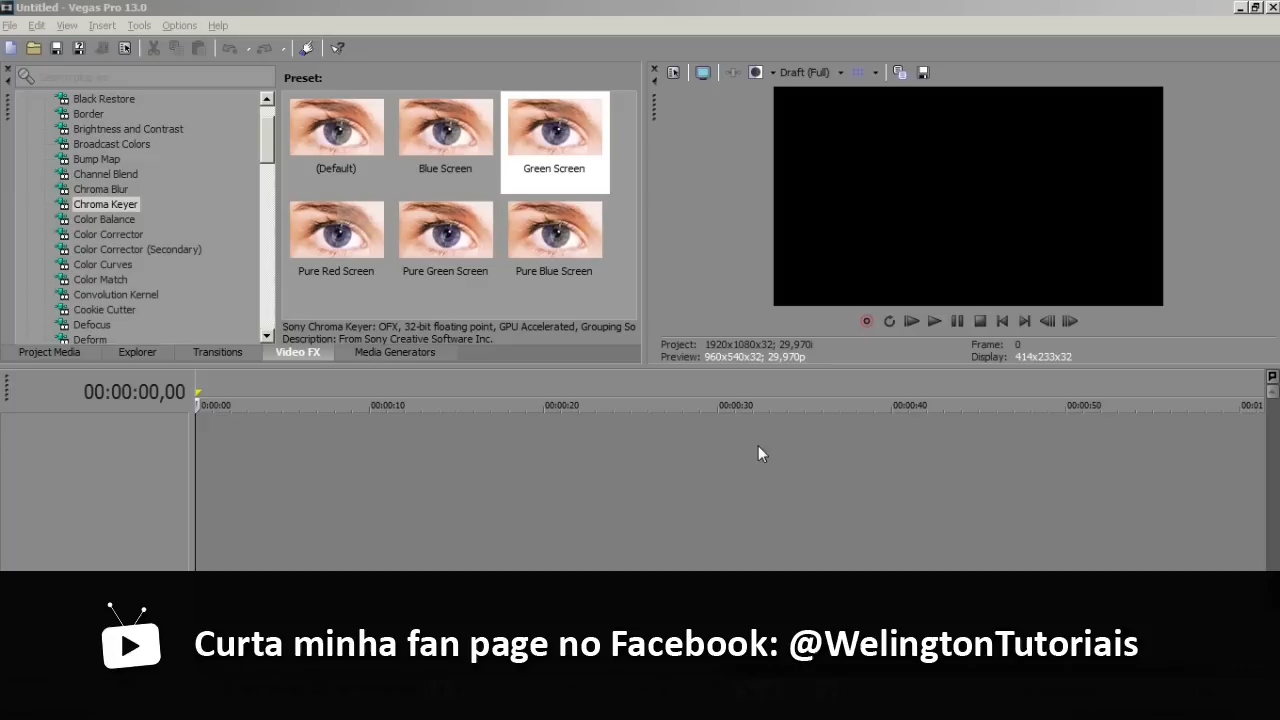 Untitled - Vegas Pro 13.0
File Edit View Insert Tools Options Help
Preset:
Draft (Full)
Black Restore
Border
Brightness and Contrast
Broadcast Colors
Bump Map
Channel Blend
Chroma Blur
Chroma Keyer
Color Balance
Color Corrector
Color Corrector (Secondary)
Color Curves
Color Match
Convolution Kernel
Cookie Cutter
Defocus
Deform
(Default) Blue Screen Green Screen
Pure Red Screen Pure Green Screen Pure Blue Screen
Sony Chroma Keyer: OFX, 32-bit floating point, GPU Accelerated, Grouping So
Description: From Sony Creative Software Inc.
Project Media Explorer Transitions Video FX Media Generators
Project: 1920x1080x32; 29,970i Frame: 0
Preview: 960x540x32; 29,970p Display: 414x233x32
00:00:00,00
0:00:00 00:00:10 00:00:20 00:00:30 00:00:40 00:00:50 00:01
Curta minha fan page no Facebook: @WelingtonTutoriais